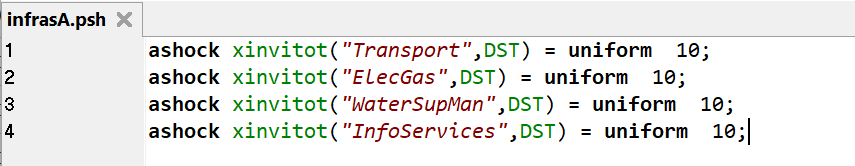 infrasA.psh
1 ashock xinvitot("Transport",DST) = uniform  10;
2 ashock xinvitot("ElecGas",DST) = uniform  10;
3 ashock xinvitot("WaterSupMan",DST) = uniform  10;
4 ashock xinvitot("InfoServices",DST) = uniform  10;